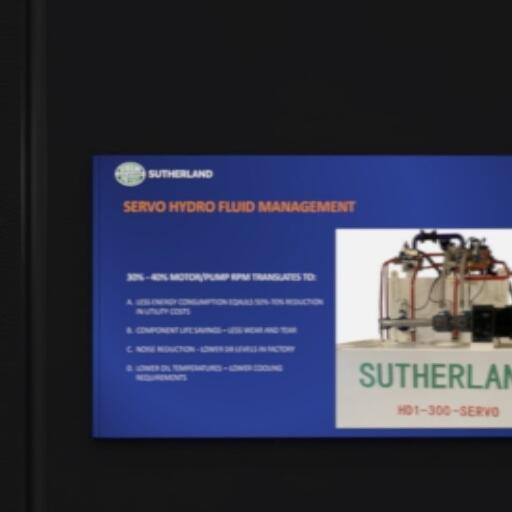 SUTHERLAND
SERVO HYDRO FLUID MANAGEMENT
30% - 40% MOTOR/PUMP RPM TRANSLATES TO:
A. LESS ENERGY CONSUMPTION EQAULS 50%-70% REDUCTION
IN UTILITY COSTS
B. COMPONENT LIFE SAVINGS – LESS WEAR AND TEAR
C. NOISE REDUCTION - LOWER DB LEVELS IN FACTORY
D. LOWER OIL TEMPERATURES – LOWER COOLING
REQUIREMENTS
SUTHERLAN
HD1-300-SERVO